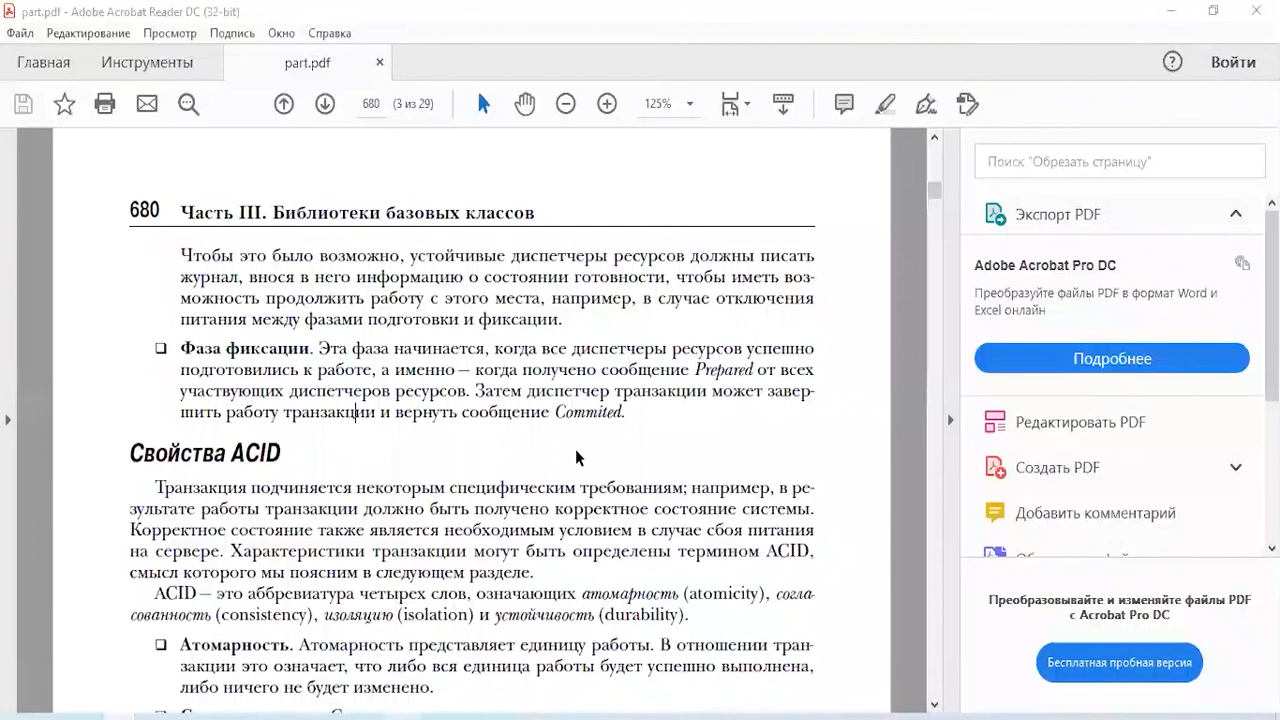 part.pdf - Adobe Acrobat Reader DC (32-bit)
Файл Редактирование Просмотр Подпись Окно Справка
Главная Инструменты part.pdf × Войти
680 (3 из 29) 125%
680 Часть III. Библиотеки базовых классов
Чтобы это было возможно, устойчивые диспетчеры ресурсов должны писать
журнал, внося в него информацию о состоянии готовности, чтобы иметь воз-
можность продолжить работу с этого места, например, в случае отключения
питания между фазами подготовки и фиксации.
❏ Фаза фиксации. Эта фаза начинается, когда все диспетчеры ресурсов успешно
подготовились к работе, а именно – когда получено сообщение Prepared от всех
участвующих диспетчеров ресурсов. Затем диспетчер транзакции может завер-
шить работу транзакции и вернуть сообщение Commited.
Свойства ACID
Транзакция подчиняется некоторым специфическим требованиям; например, в ре-
зультате работы транзакции должно быть получено корректное состояние системы.
Корректное состояние также является необходимым условием в случае сбоя питания
на сервере. Характеристики транзакции могут быть определены термином ACID,
смысл которого мы поясним в следующем разделе.
ACID – это аббревиатура четырех слов, означающих атомарность (atomicity), согла-
сованность (consistency), изоляцию (isolation) и устойчивость (durability).
❏ Атомарность. Атомарность представляет единицу работы. В отношении тран-
закции это означает, что либо вся единица работы будет успешно выполнена,
либо ничего не будет изменено.
Поиск "Обрезать страницу"
Экспорт PDF
Adobe Acrobat Pro DC
Преобразуйте файлы PDF в формат Word и
Excel онлайн
Подробнее
Редактировать PDF
Создать PDF
Добавить комментарий
Преобразовывайте и изменяйте файлы PDF
с Acrobat Pro DC
Бесплатная пробная версия